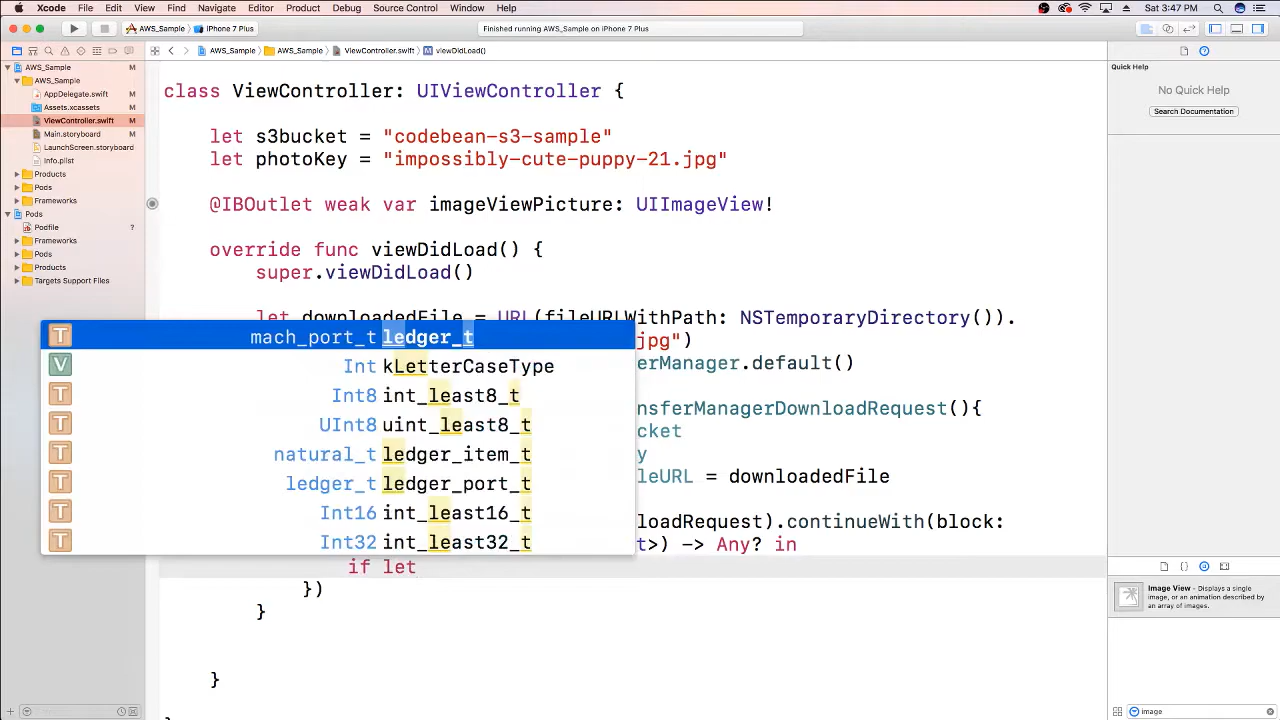 Xcode File Edit View Find Navigate Editor Product Debug Source Control Window Help Sat 3:47 PM
AWS_Sample iPhone 7 Plus Finished running AWS_Sample on iPhone 7 Plus
AWS_Sample AWS_Sample ViewController.swift M viewDidLoad()
AWS_Sample M
AWS_Sample
AppDelegate.swift M
Assets.xcassets
ViewController.swift M
Main.storyboard M
LaunchScreen.storyboard
Info.plist
Products
Pods
Frameworks
Pods
Podfile ?
Frameworks
Pods
Products
Targets Support Files
class ViewController: UIViewController {
let s3bucket = "codebean-s3-sample"
let photoKey = "impossibly-cute-puppy-21.jpg"
@IBOutlet weak var imageViewPicture: UIImageView!
override func viewDidLoad() {
super.viewDidLoad()
let downloadedFile = URL(fileURLWithPath: NSTemporaryDirectory()).
jpg")
erManager.default()
nsferManagerDownloadRequest(){
cket
y
leURL = downloadedFile
loadRequest).continueWith(block:
t>) -> Any? in
if let
})
}
}
T mach_port_t ledger_t
V Int kLetterCaseType
T Int8 int_least8_t
T UInt8 uint_least8_t
T natural_t ledger_item_t
T ledger_t ledger_port_t
T Int16 int_least16_t
T Int32 int_least32_t
Quick Help
No Quick Help
Search Documentation
Image View - Displays a single
image, or an animation described by
an array of images.
image